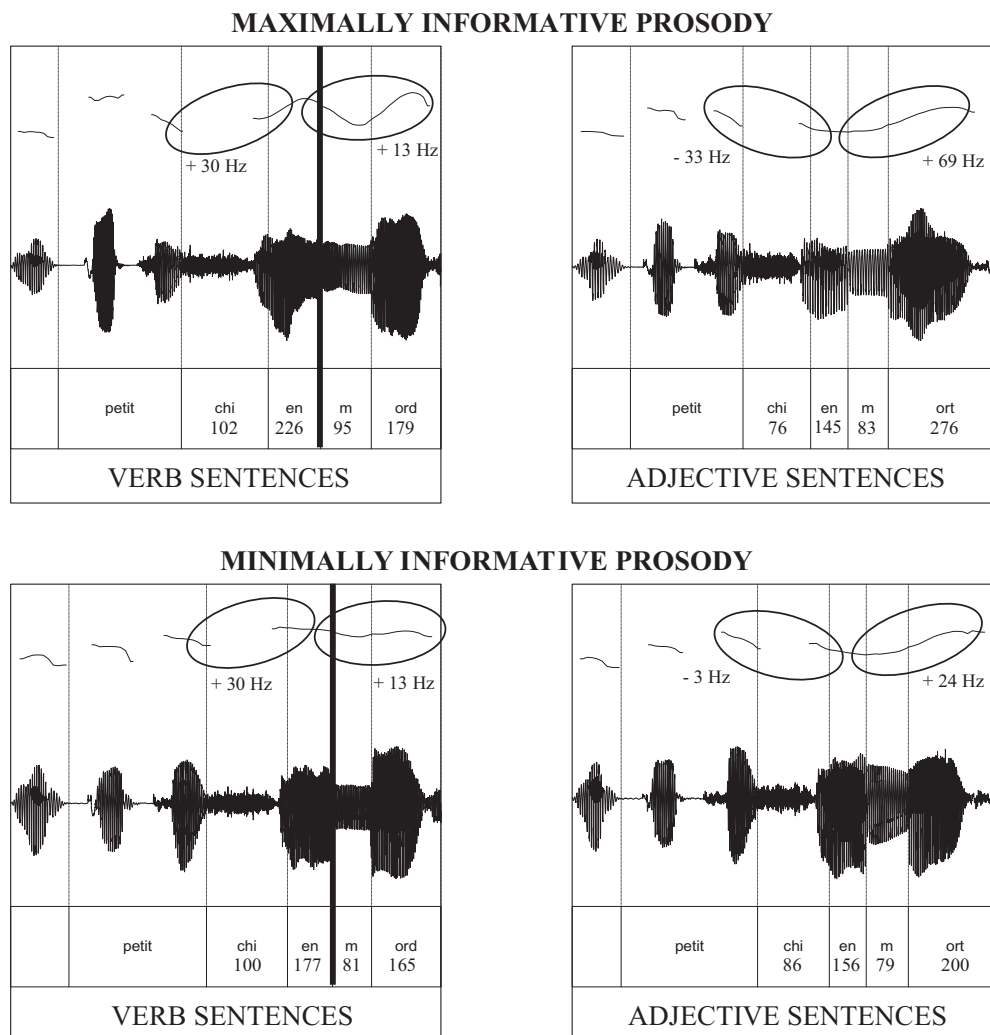 MAXIMALLY INFORMATIVE PROSODY
+ 30 Hz + 13 Hz - 33 Hz + 69 Hz
petit chi en m ord petit chi en m ort
102 226 95 179 76 145 83 276
VERB SENTENCES ADJECTIVE SENTENCES
MINIMALLY INFORMATIVE PROSODY
+ 30 Hz + 13 Hz - 3 Hz + 24 Hz
petit chi en m ord petit chi en m ort
100 177 81 165 86 156 79 200
VERB SENTENCES ADJECTIVE SENTENCES